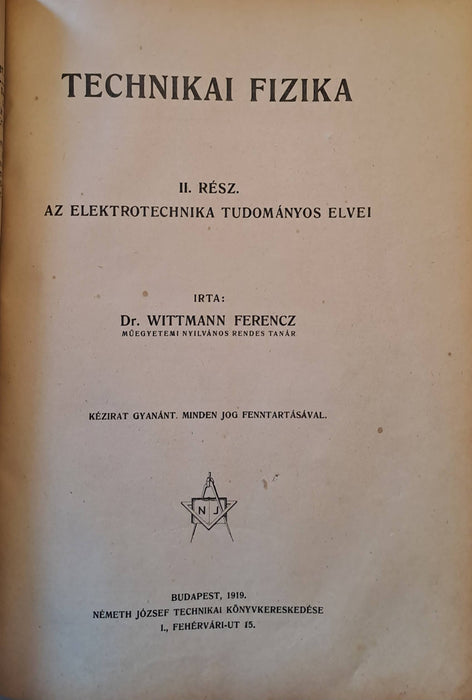 TECHNIKAI FIZIKA
II. RÉSZ.
AZ ELEKTROTECHNIKA TUDOMÁNYOS ELVEI
IRTA:
Dr. WITTMANN FERENCZ
MŰEGYETEMI NYILVÁNOS RENDES TANÁR
KÉZIRAT GYANÁNT. MINDEN JOG FENNTARTÁSÁVAL.
N J
BUDAPEST, 1919.
NÉMETH JÓZSEF TECHNIKAI KÖNYVKERESKEDÉSE
I., FEHÉRVÁRI-UT 15.